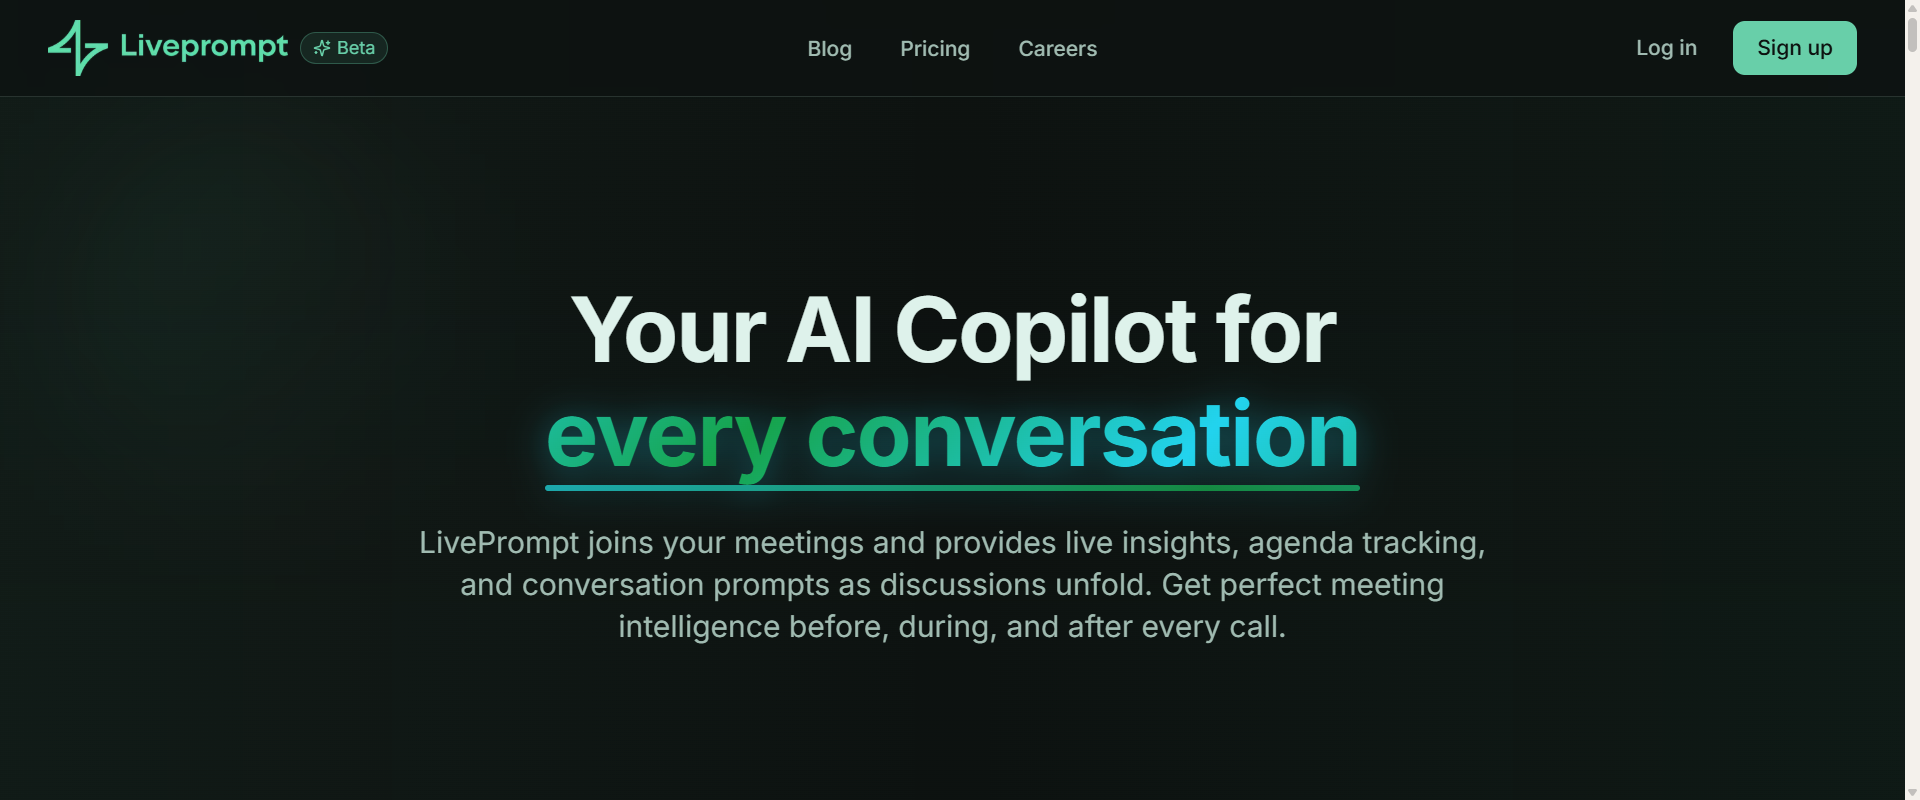 Liveprompt
Beta
Blog
Pricing
Careers
Log in
Sign up
Your AI Copilot for
every conversation
LivePrompt joins your meetings and provides live insights, agenda tracking,
and conversation prompts as discussions unfold. Get perfect meeting
intelligence before, during, and after every call.